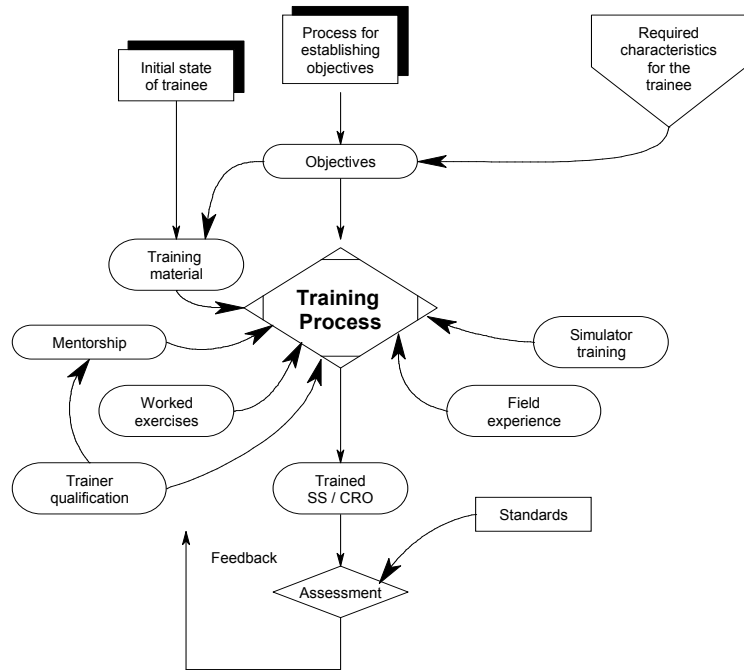 Initial state
of trainee
Process for
establishing
objectives
Required
characteristics
for the
trainee
Objectives
Training
material
Training
Process
Mentorship
Simulator
training
Worked
exercises
Field
experience
Trainer
qualification
Trained
SS / CRO
Standards
Feedback
Assessment